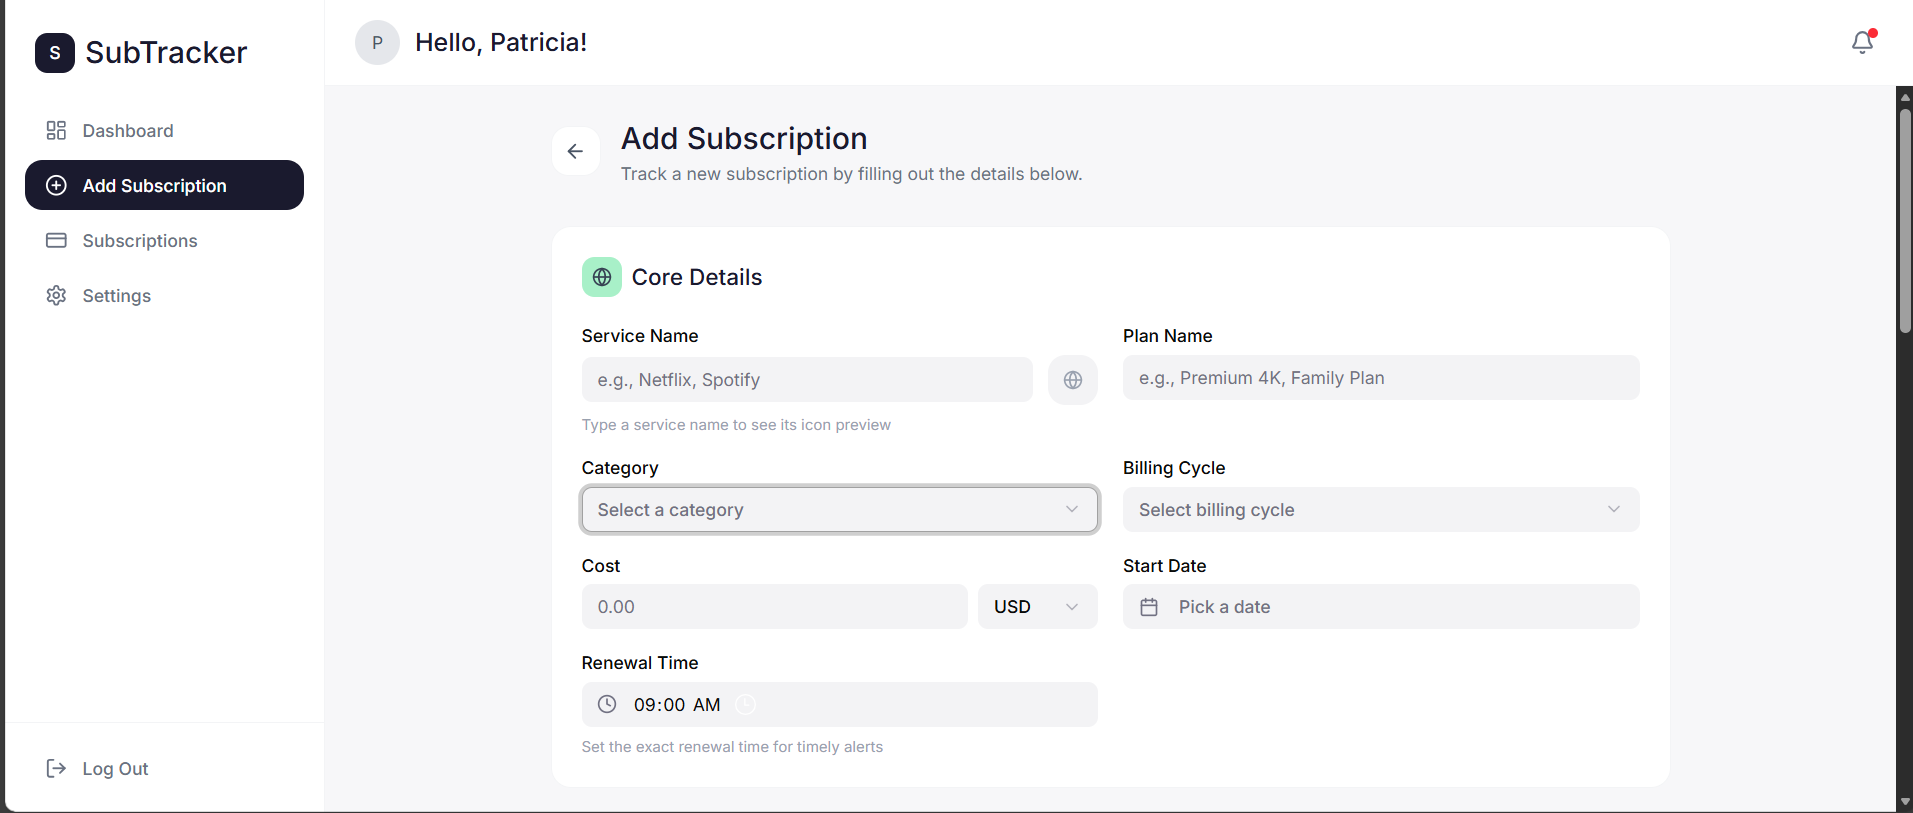 S SubTracker
Dashboard
Add Subscription
Subscriptions
Settings
Log Out
P Hello, Patricia!
Add Subscription
Track a new subscription by filling out the details below.
Core Details
Service Name
e.g., Netflix, Spotify
Type a service name to see its icon preview
Plan Name
e.g., Premium 4K, Family Plan
Category
Select a category
Billing Cycle
Select billing cycle
Cost
0.00 USD
Start Date
Pick a date
Renewal Time
09:00 AM
Set the exact renewal time for timely alerts